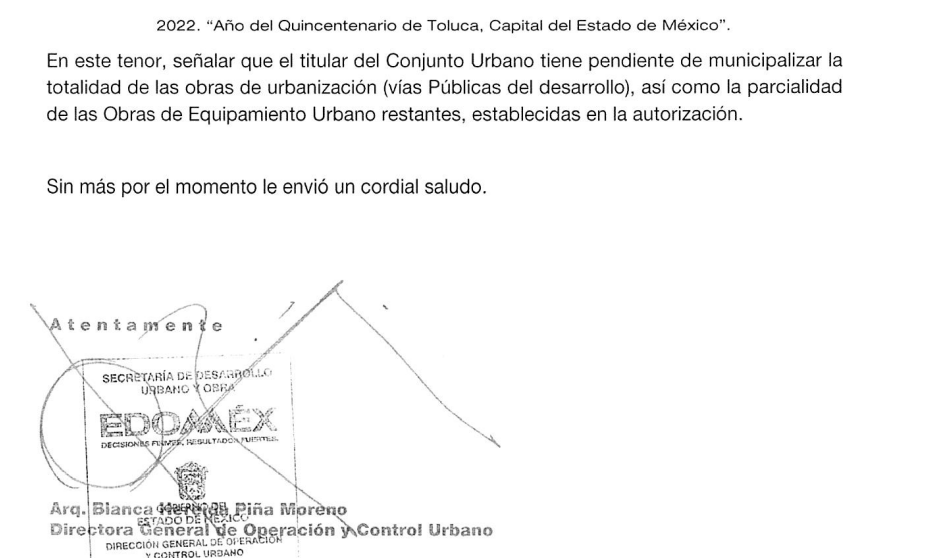 2022. “Año del Quincentenario de Toluca, Capital del Estado de México”.
En este tenor, señalar que el titular del Conjunto Urbano tiene pendiente de municipalizar la
totalidad de las obras de urbanización (vías Públicas del desarrollo), así como la parcialidad
de las Obras de Equipamiento Urbano restantes, establecidas en la autorización.
Sin más por el momento le envió un cordial saludo.
Atentamente
SECRETARÍA DE DESARROLLO
URBANO Y OBRA
EDOMÉX
DECISIONES FIRMES, RESULTADOS FUERTES.
Arq. Blanca Hereida Piña Moreno
GOBIERNO DEL
ESTADO DE MÉXICO
Directora General de Operación y Control Urbano
DIRECCIÓN GENERAL DE OPERACIÓN
Y CONTROL URBANO